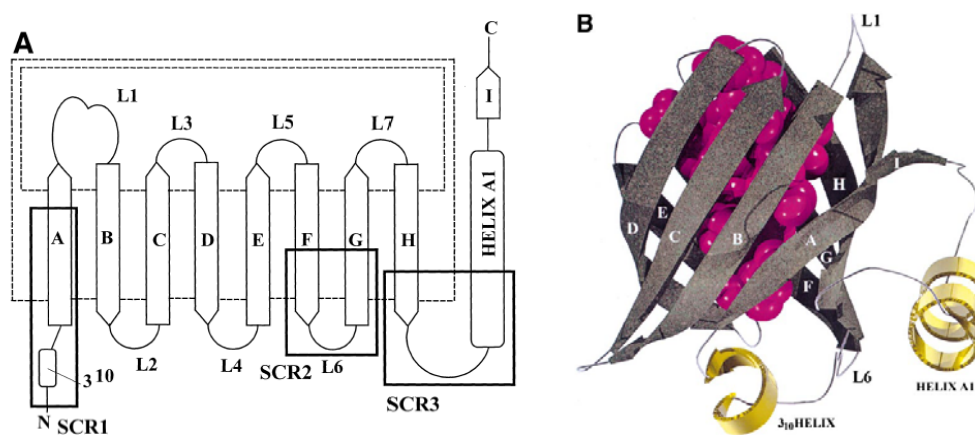 A
C
I
L1
L3
L5
L7
HELIX A1
A
B
C
D
E
F
G
H
3 10
L2
L4
L6
SCR2
SCR3
N
SCR1
B
L1
I
H
E
D
C
B
A
G
F
L6
HELIX A1
3₁₀HELIX